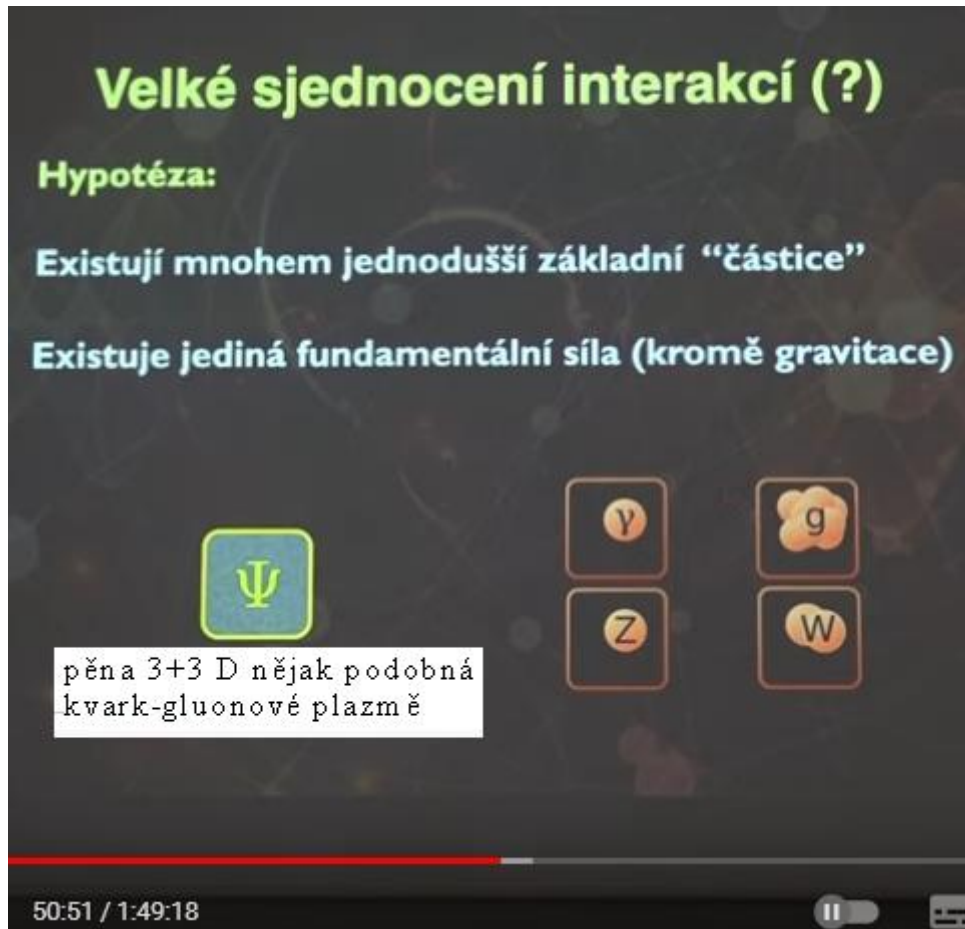 Velké sjednocení interakcí (?)
Hypotéza:
Existují mnohem jednodušší základní “částice”
Existuje jediná fundamentální síla (kromě gravitace)
γ
g
Ψ
Z
W
pěna 3+3 D nějak podobná
kvark-gluonové plazmě
50:51 / 1:49:18